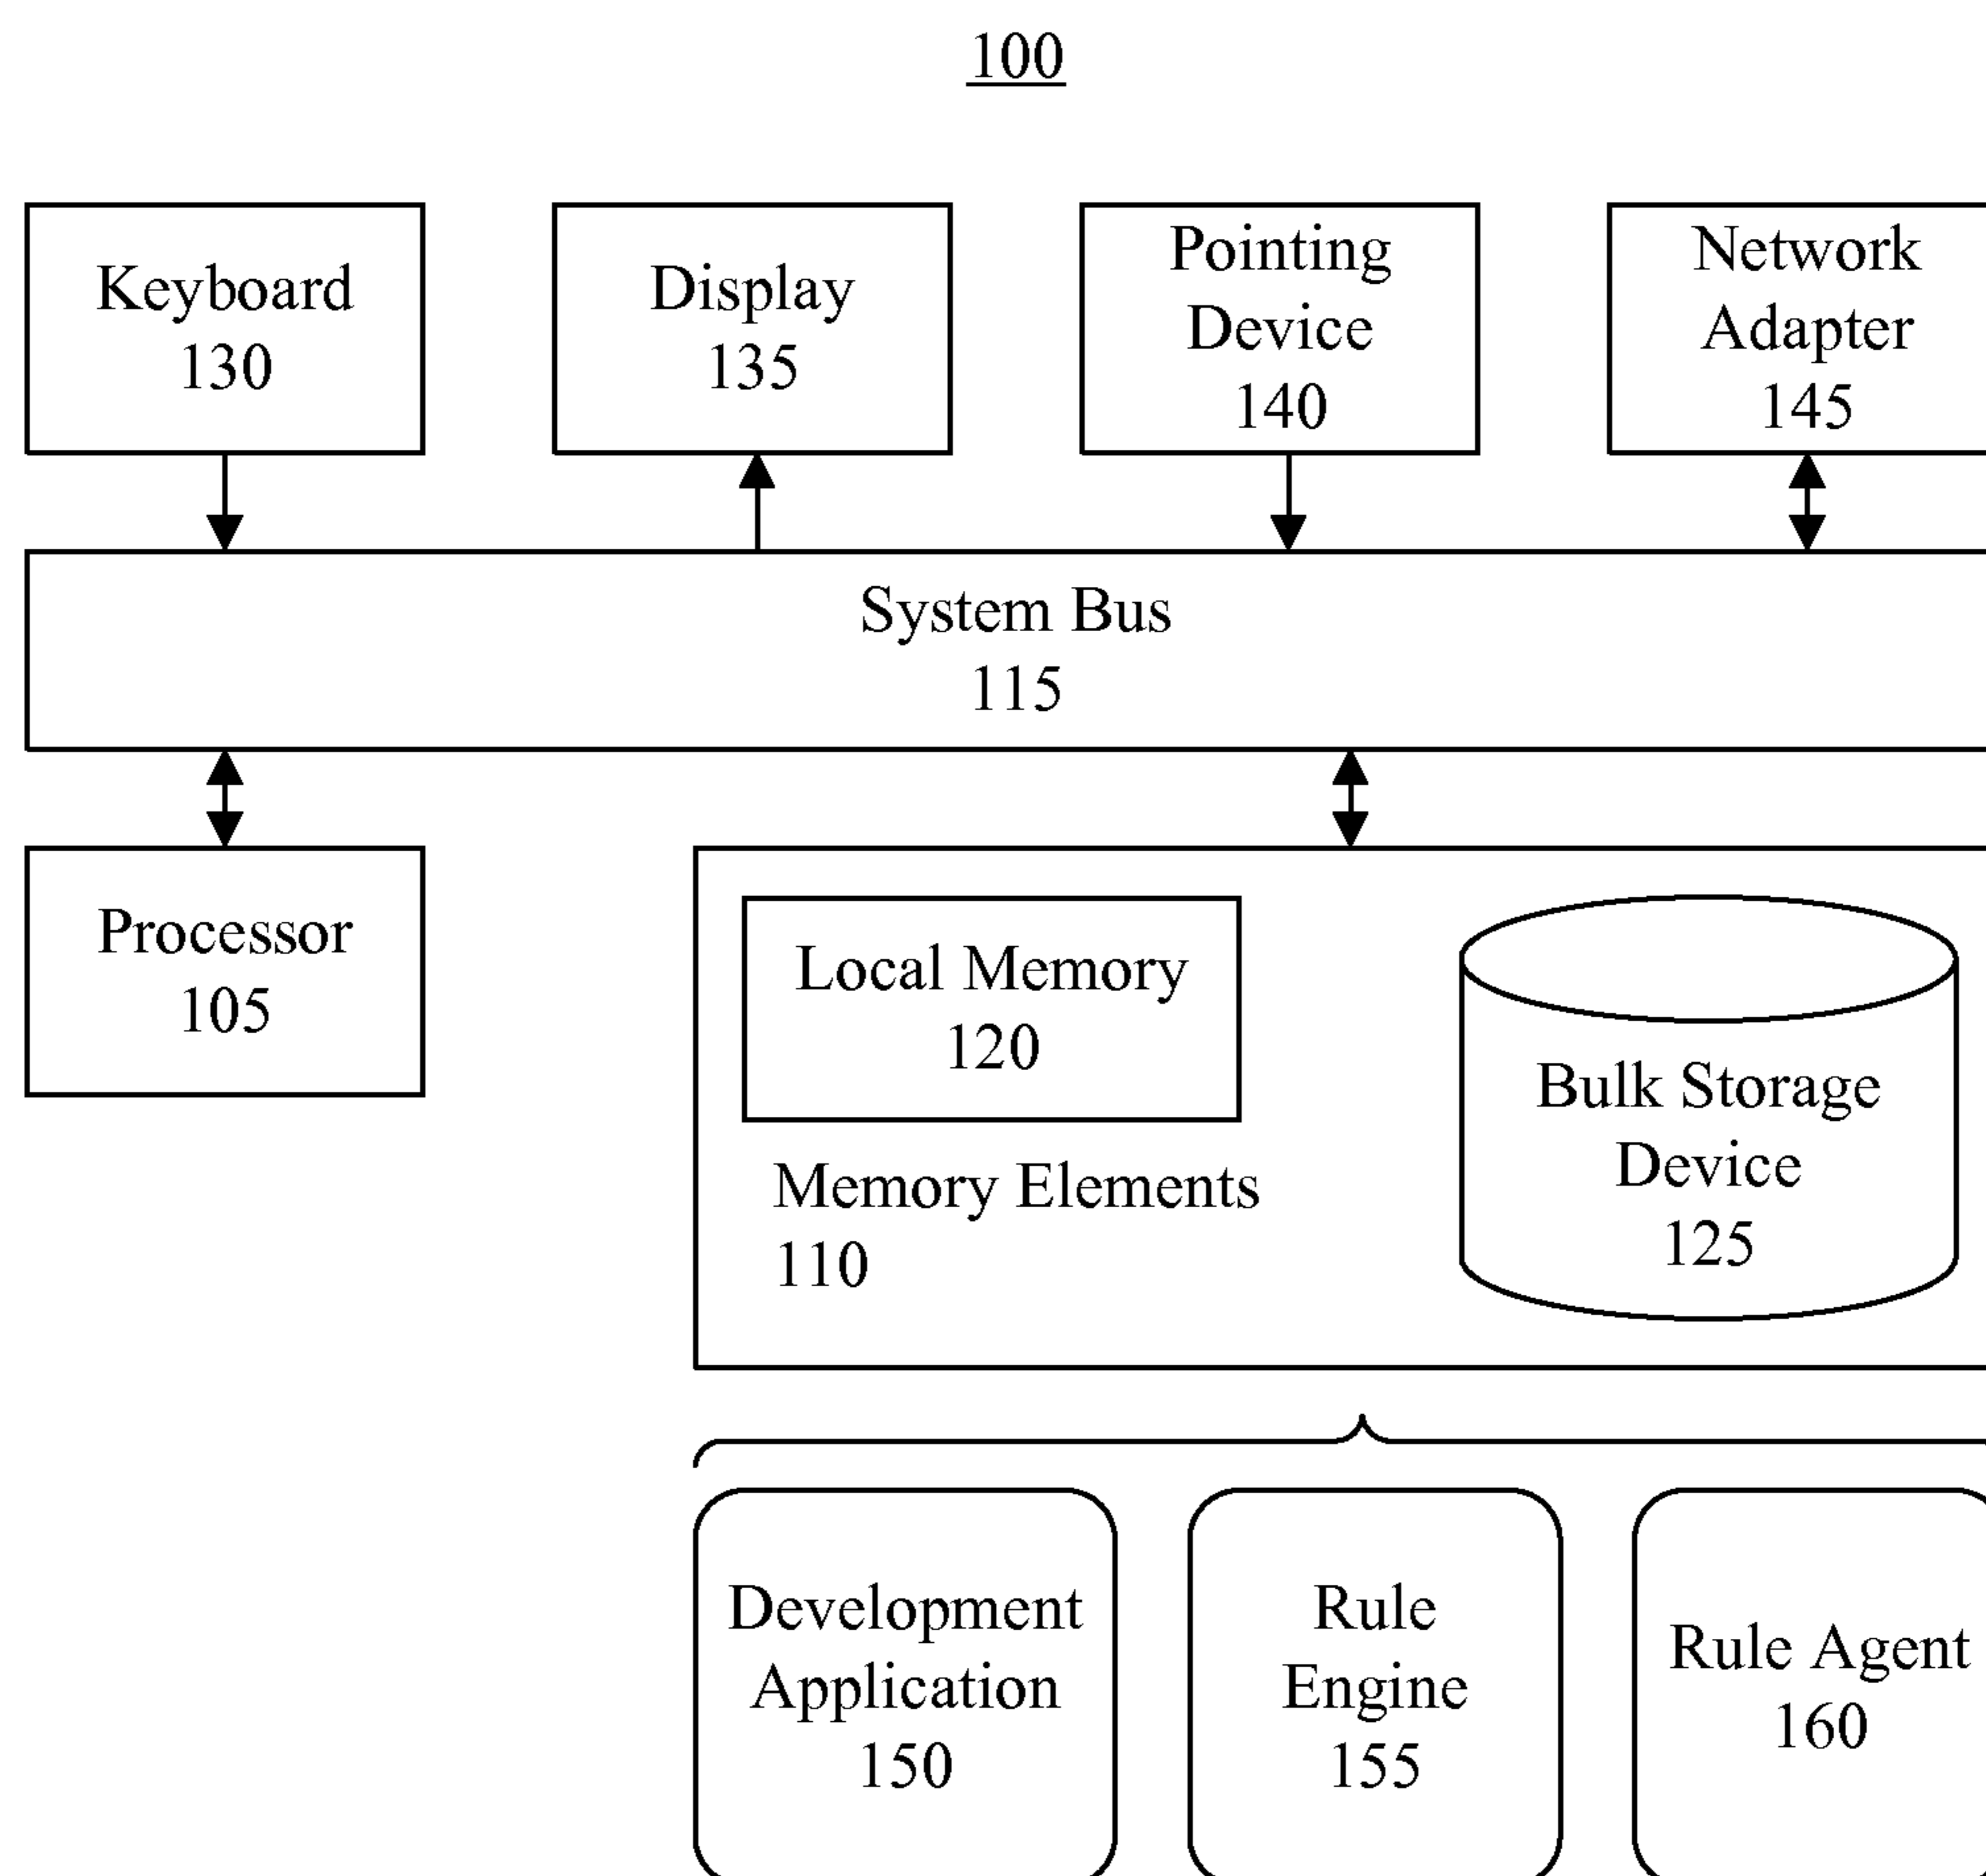 100
Keyboard
130
Display
135
Pointing
Device
140
Network
Adapter
145
System Bus
115
Processor
105
Local Memory
120
Memory Elements
110
Bulk Storage
Device
125
Development
Application
150
Rule
Engine
155
Rule Agent
160